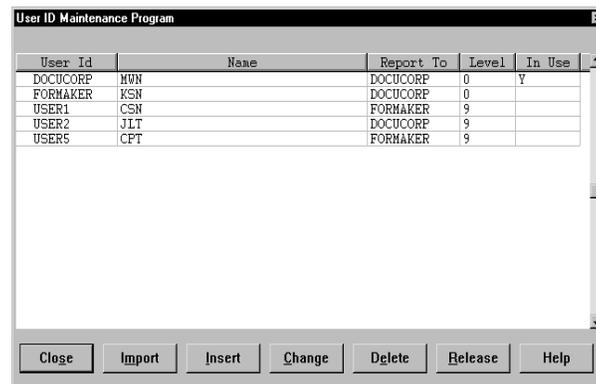 User ID Maintenance Program
User Id Name Report To Level In Use
DOCUCORP MWN DOCUCORP 0 Y
FORMAKER KSN DOCUCORP 0
USER1 CSN FORMAKER 9
USER2 JLT DOCUCORP 9
USER5 CPT FORMAKER 9
Close Import Insert Change Delete Release Help